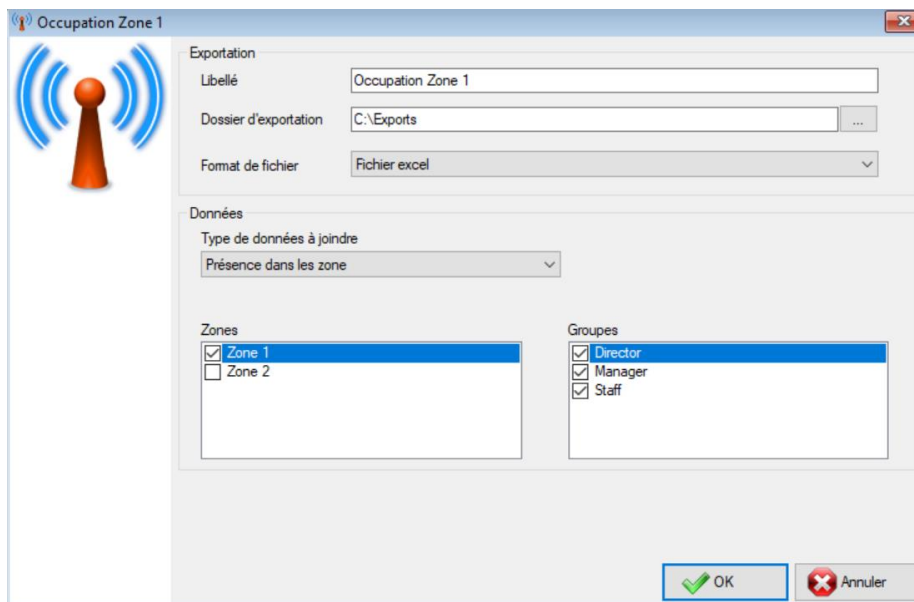 Occupation Zone 1
Exportation
Libellé
Occupation Zone 1
Dossier d'exportation
C:\Exports
...
Format de fichier
Fichier excel
Données
Type de données à joindre
Présence dans les zone
Zones
Zone 1
Zone 2
Groupes
Director
Manager
Staff
OK
Annuler